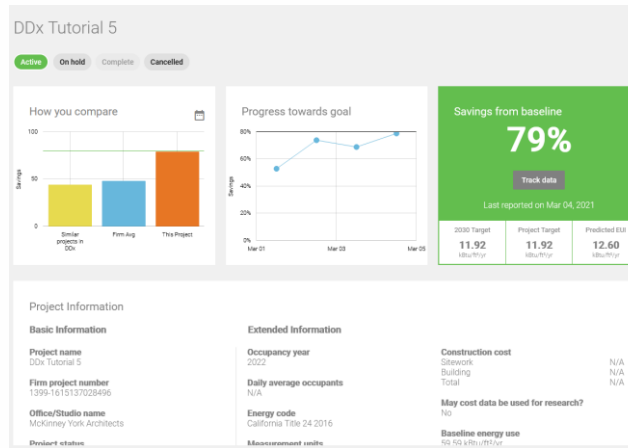 DDx Tutorial 5
Active On hold Complete Cancelled
How you compare
100
50
0
Savings
Similar projects in DDx
Firm Avg.
This Project
Progress towards goal
80%
60%
40%
20%
0%
Savings
Mar 01 Mar 03 Mar 05
Savings from baseline
79%
Track data
Last reported on Mar 04, 2021
2030 Target
11.92
kBtu/ft²/yr
Project Target
11.92
kBtu/ft²/yr
Predicted EUI
12.60
kBtu/ft²/yr
Project Information
Basic Information
Project name
DDx Tutorial 5
Firm project number
1399-1615137028496
Office/Studio name
McKinney York Architects
Project status
Extended Information
Occupancy year
2022
Daily average occupants
N/A
Energy code
California Title 24 2016
Measurement units
Construction cost
Sitework N/A
Building N/A
Total N/A
May cost data be used for research?
No
Baseline energy use
59.59 kBtu/ft²/yr